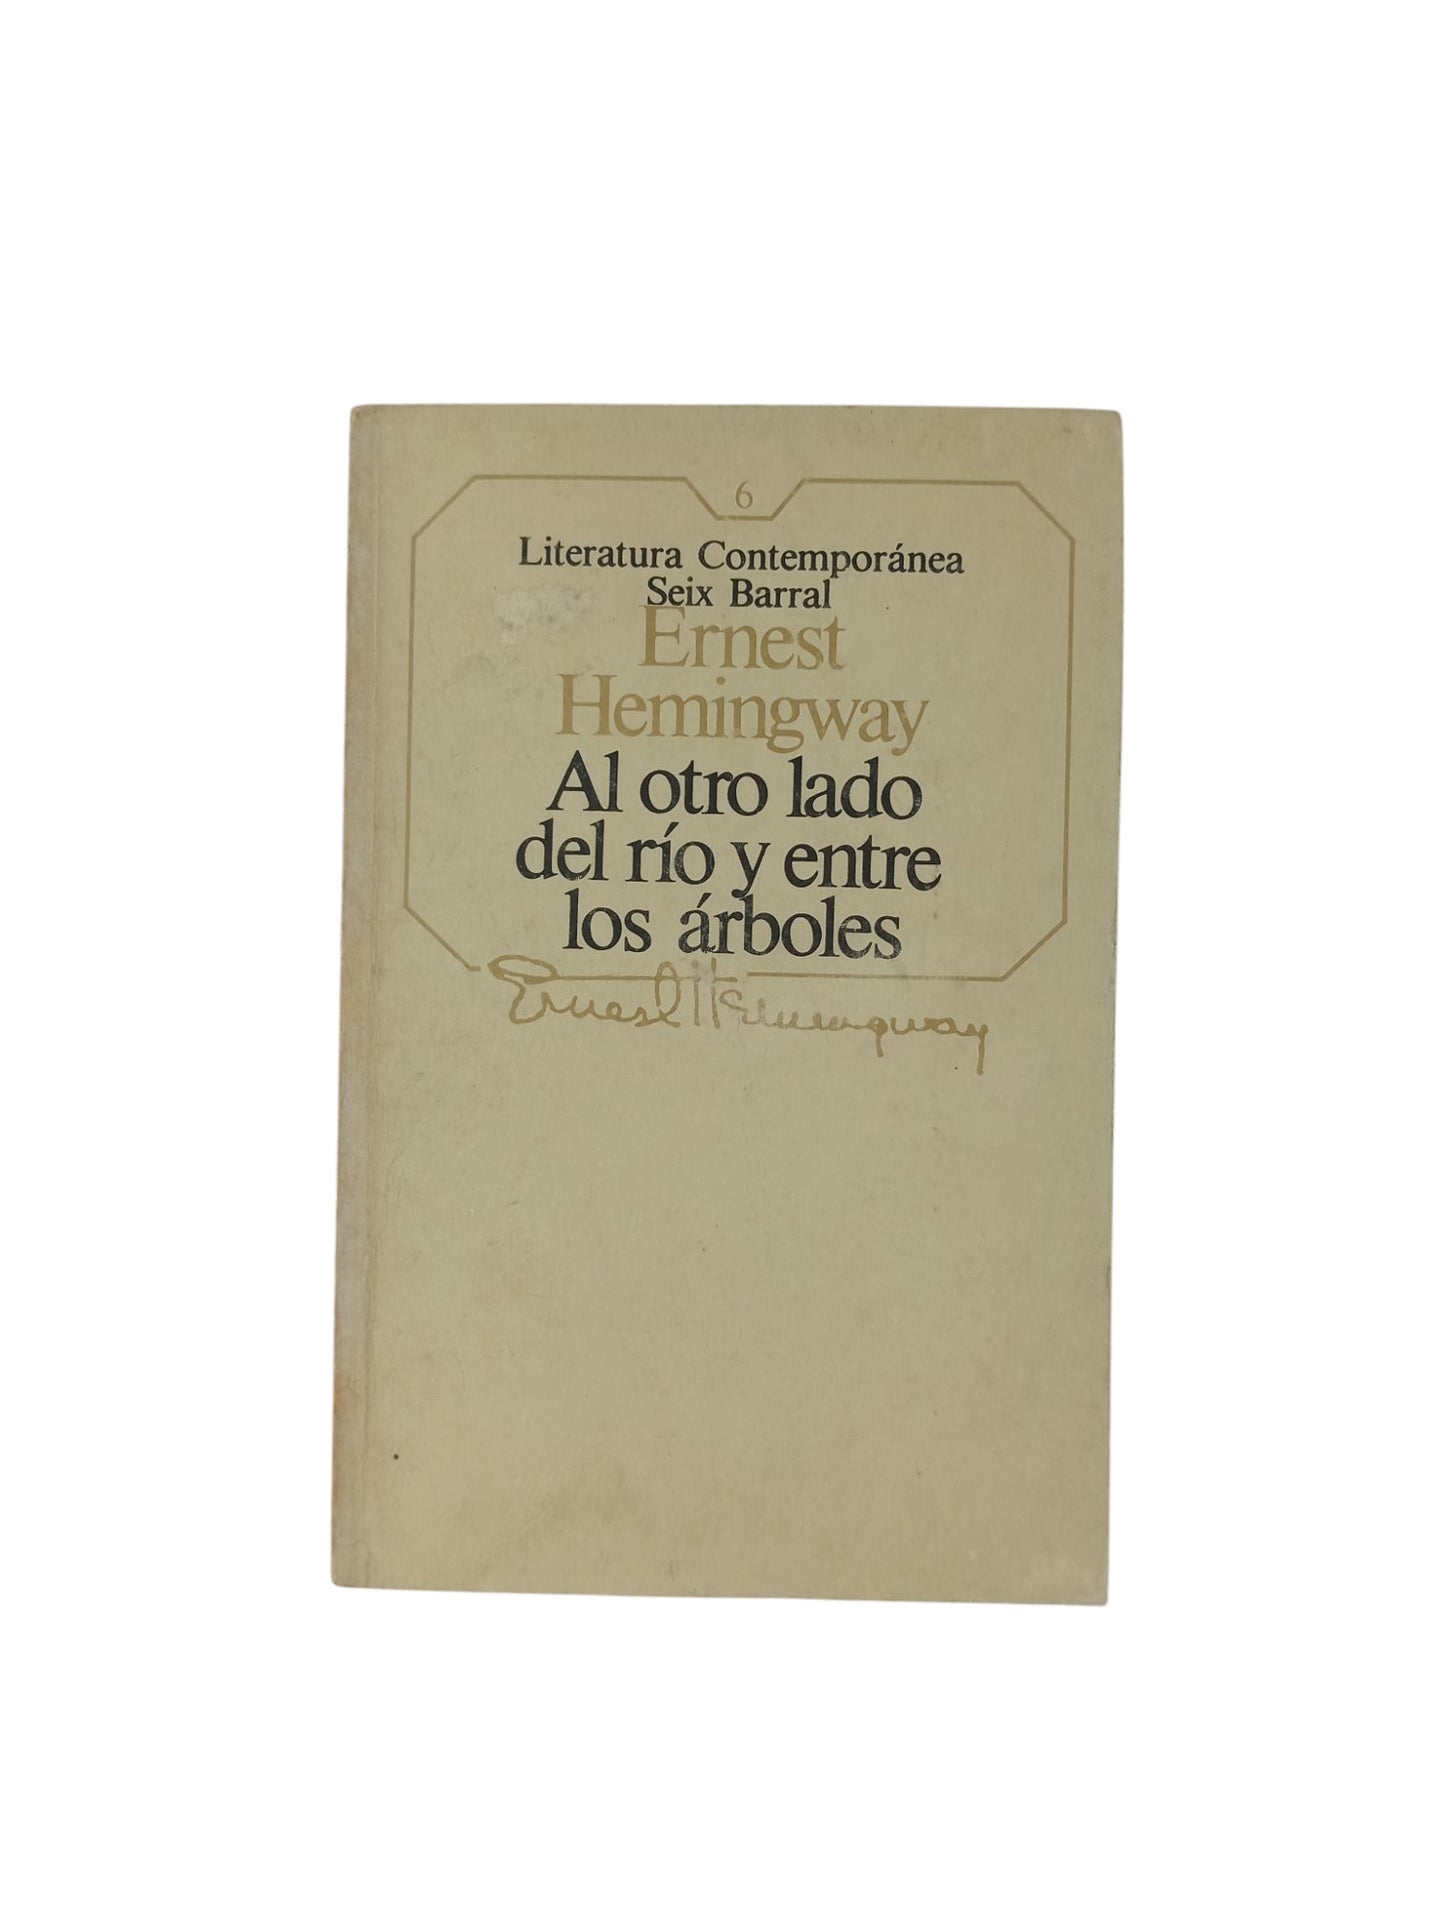 6
Literatura Contemporánea
Seix Barral
Ernest
Hemingway
Al otro lado
del río y entre
los árboles
Ernest Hemingway